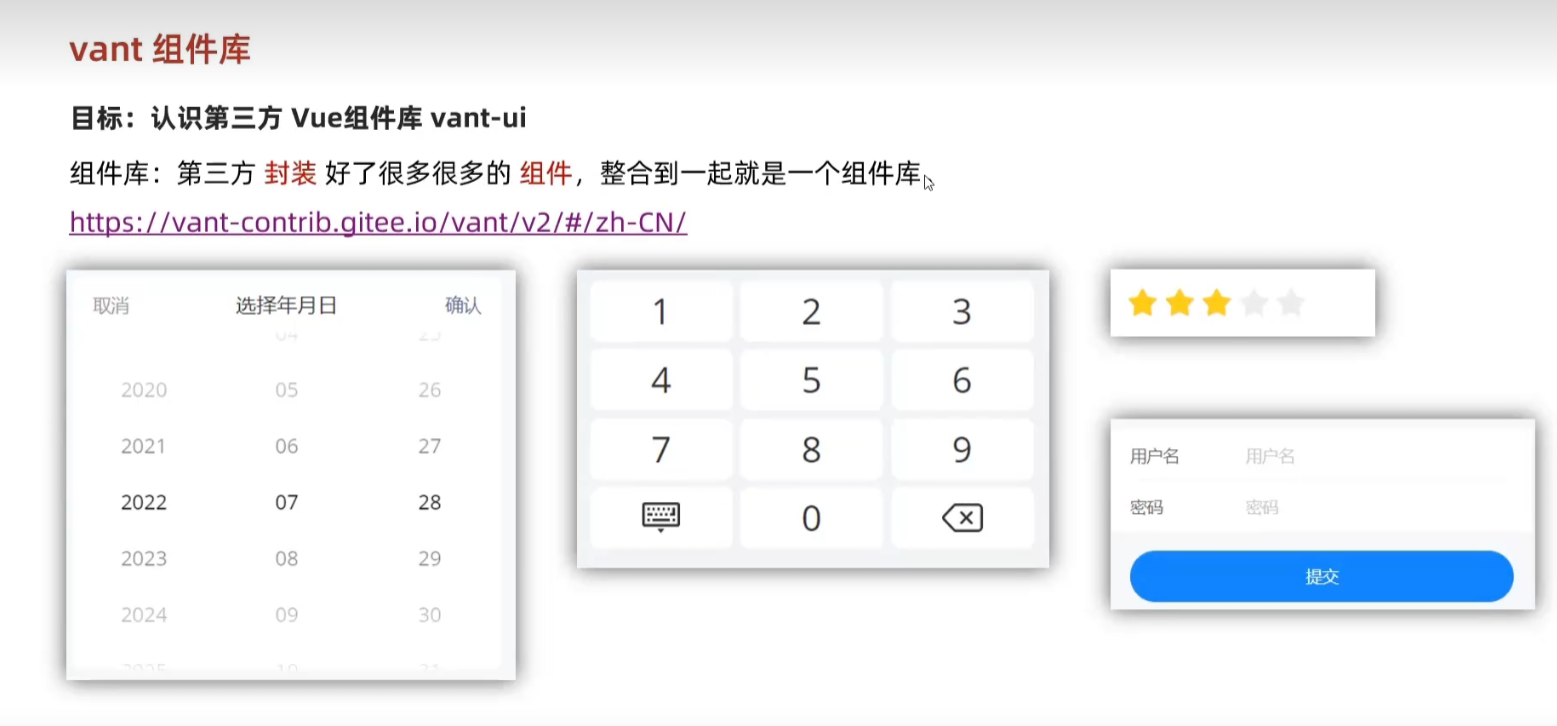 vant 组件库
目标：认识第三方 Vue组件库 vant-ui
组件库：第三方 封装 好了很多很多的 组件，整合到一起就是一个组件库。
https://vant-contrib.gitee.io/vant/v2/#/zh-CN/
取消 选择年月日 确认
04 25
2020 05 26
2021 06 27
2022 07 28
2023 08 29
2024 09 30
2025 10 31
1 2 3
4 5 6
7 8 9
0
用户名 用户名
密码 密码
提交